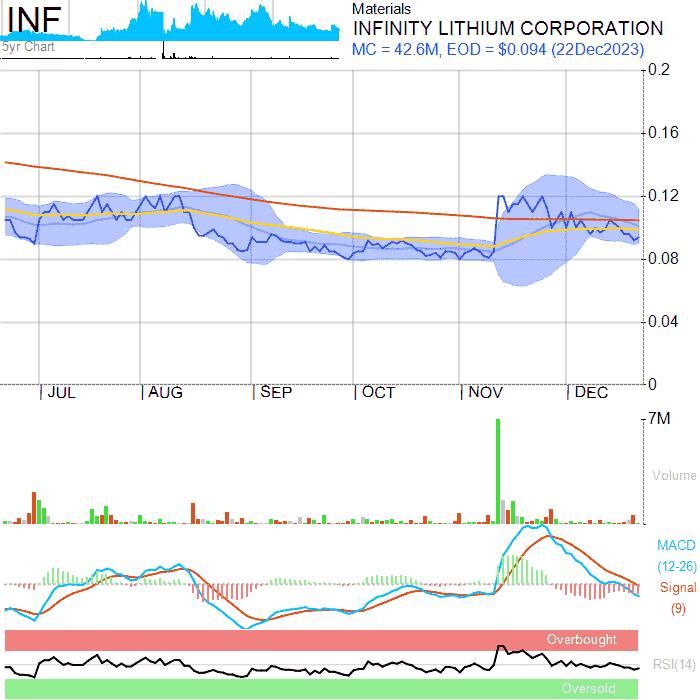 INF
5yr Chart
Materials
INFINITY LITHIUM CORPORATION
MC = 42.6M, EOD = $0.094 (22Dec2023)
0.2
0.16
0.12
0.08
0.04
0
JUL AUG SEP OCT NOV DEC
7M
Volume
MACD
(12-26)
Signal
(9)
Overbought
RSI(14)
Oversold